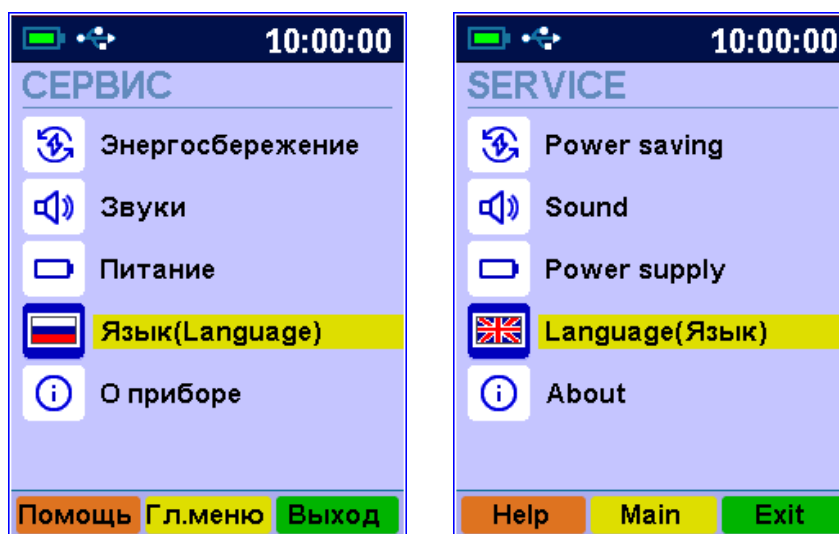 10:00:00
СЕРВИС
Энергосбережение
Звуки
Питание
Язык(Language)
О приборе
Помощь Гл.меню Выход
10:00:00
SERVICE
Power saving
Sound
Power supply
Language(Язык)
About
Help Main Exit